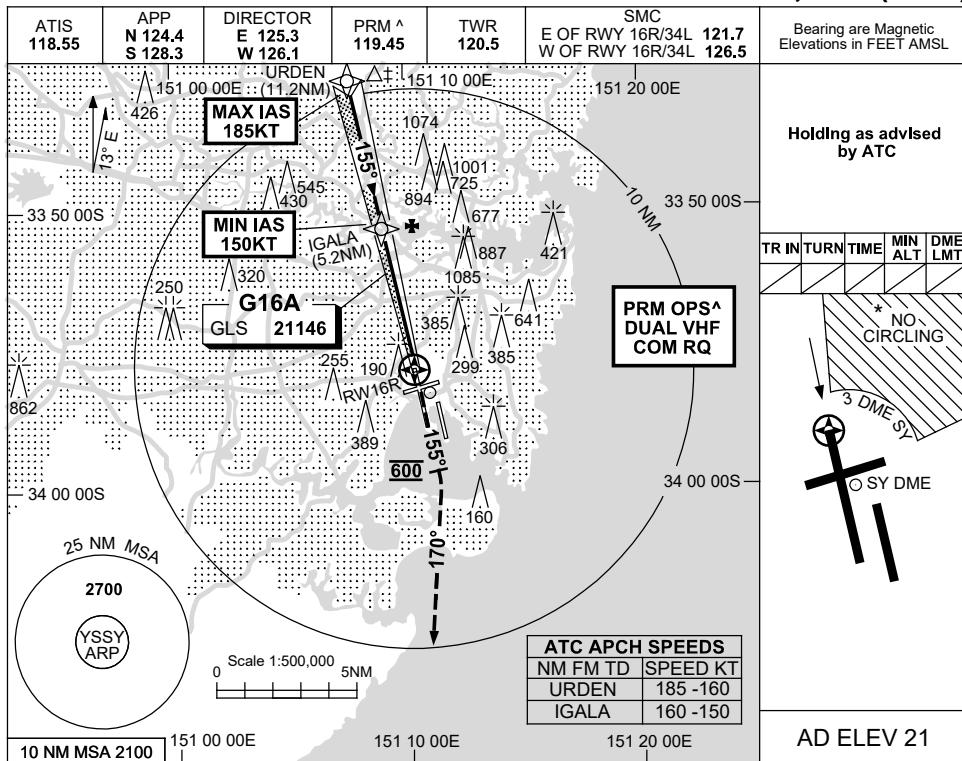 ATIS
118.55
APP
N 124.4
S 128.3
DIRECTOR
E 125.3
W 126.1
PRM ^
119.45
TWR
120.5
SMC
E OF RWY 16R/34L 121.7
W OF RWY 16R/34L 126.5
Bearing are Magnetic
Elevations in FEET AMSL
URDEN
(11.2NM)
151 00 00E
151 10 00E
151 20 00E
426
13° E
MAX IAS
185KT
155°
1074
1001
725
894
677
545
430
33 50 00S
33 50 00S
10 NM
MIN IAS
150KT
IGALA
(5.2NM)
887
1085
421
320
250
G16A
GLS 21146
385
641
385
299
PRM OPS^
DUAL VHF
COM RQ
862
255
190
RW16R
389
306
155°
600
160
34 00 00S
170°
25 NM MSA
2700
YSSY
ARP
Scale 1:500,000
0 5NM
ATC APCH SPEEDS
NM FM TD SPEED KT
URDEN 185 -160
IGALA 160 -150
10 NM MSA 2100
151 00 00E
151 10 00E
151 20 00E
Holding as advised
by ATC
TR IN TURN TIME MIN ALT DME LMT
* NO
CIRCLING
3 DME SY
SY DME
AD ELEV 21